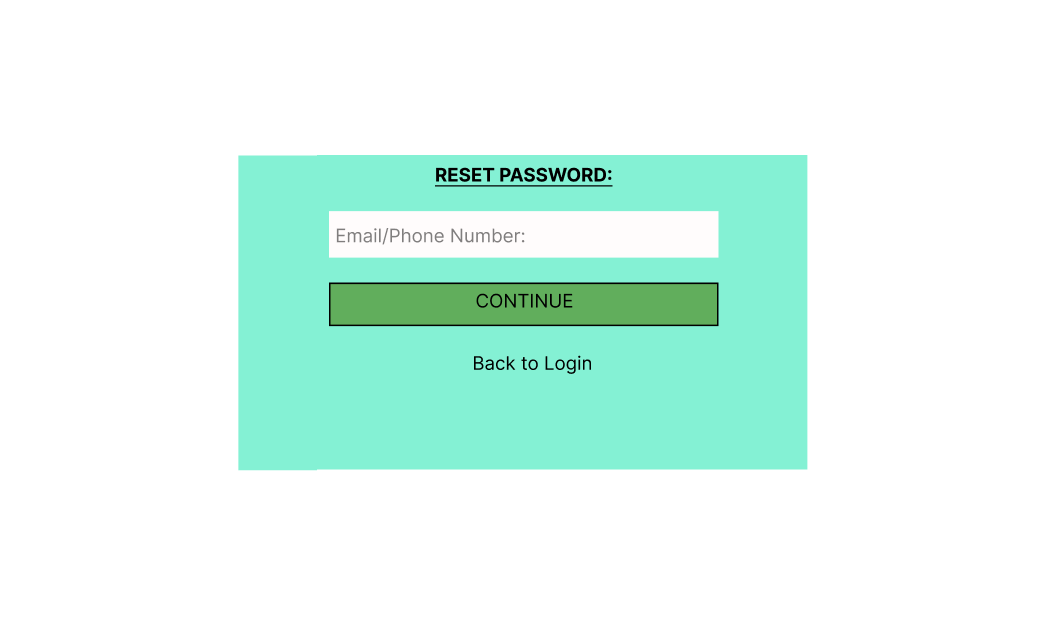 RESET PASSWORD:
Email/Phone Number:
CONTINUE
Back to Login